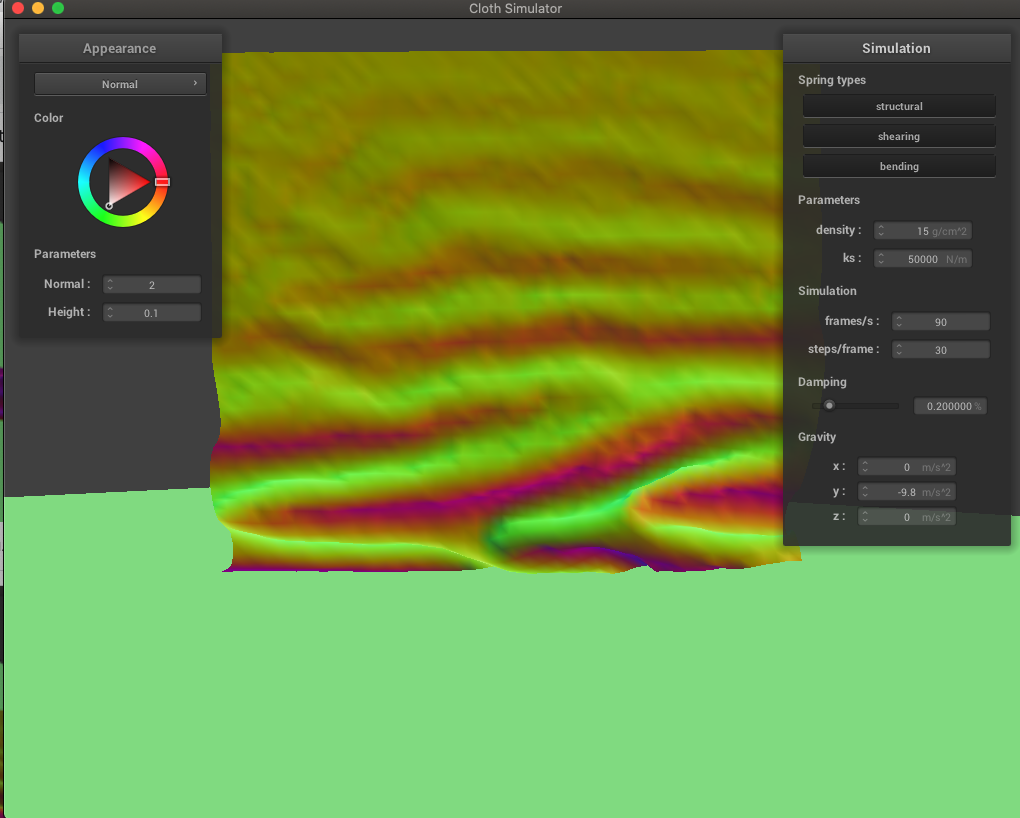 Cloth Simulator
Appearance
Normal
Color
Parameters
Normal : 2
Height : 0.1
Simulation
Spring types
structural
shearing
bending
Parameters
density : 15 g/cm^2
ks : 50000 N/m
Simulation
frames/s : 90
steps/frame : 30
Damping
0.200000 %
Gravity
x : 0 m/s^2
y : -9.8 m/s^2
z : 0 m/s^2